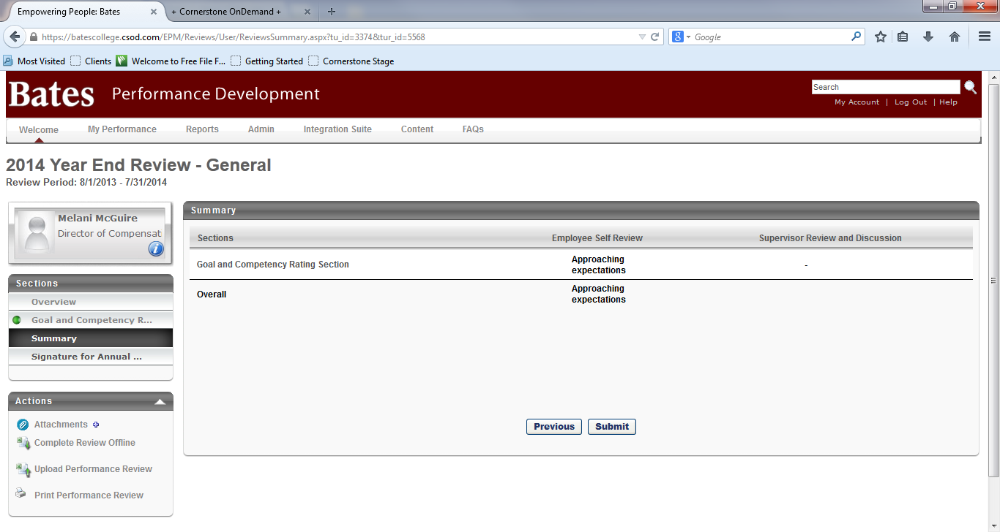 Empowering People: Bates
+ Cornerstone OnDemand +
https://batescollege.csod.com/EPM/Reviews/User/ReviewsSummary.aspx?tu_id=3374&tur_id=5568
Google
Most Visited Clients Welcome to Free File F... Getting Started Cornerstone Stage
Bates Performance Development
Search
My Account | Log Out | Help
Welcome My Performance Reports Admin Integration Suite Content FAQs
2014 Year End Review - General
Review Period: 8/1/2013 - 7/31/2014
Melani McGuire
Director of Compensat
Sections
Overview
Goal and Competency R...
Summary
Signature for Annual ...
Actions
Attachments
Complete Review Offline
Upload Performance Review
Print Performance Review
Summary
Sections Employee Self Review Supervisor Review and Discussion
Goal and Competency Rating Section Approaching expectations -
Overall Approaching expectations
Previous Submit